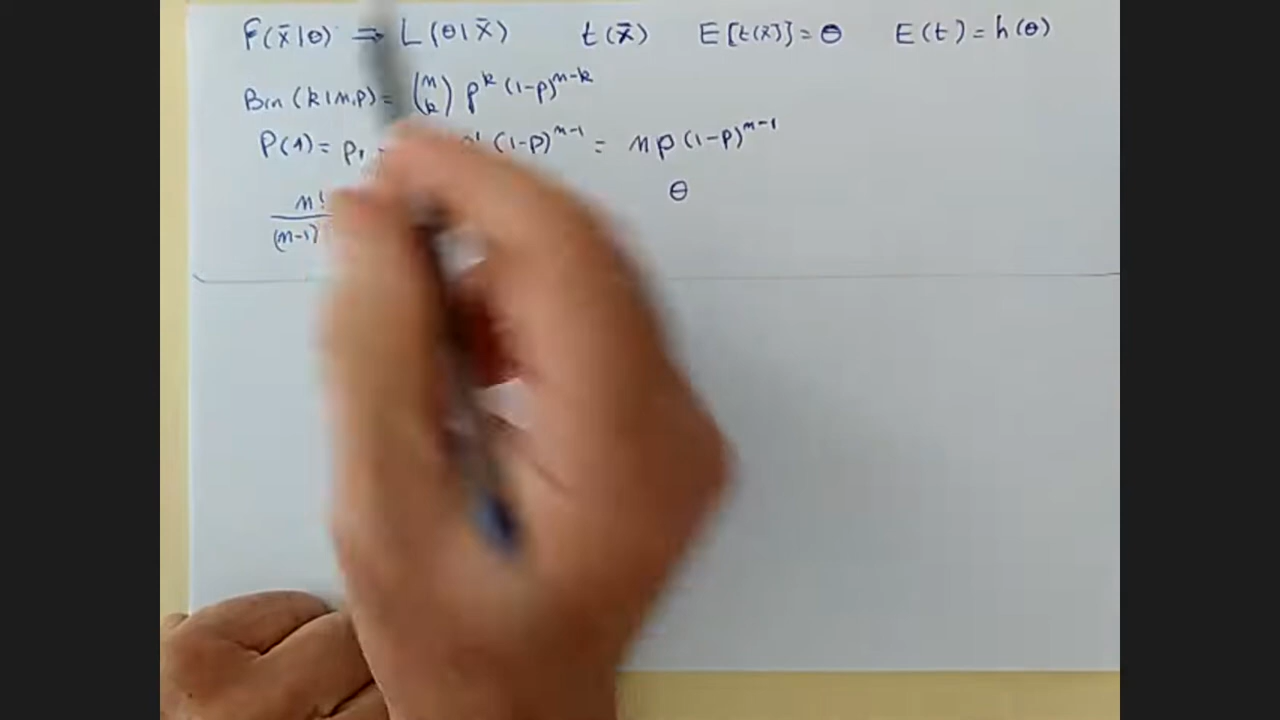 f(x̄|θ) ⇒ L(θ|x̄) t(x̄) E[t(x̄)] = θ E(t) = h(θ)
Bin(k|n,p) = (n k) p^k (1-p)^{n-k}
P(1) = p₁ (1-p)^{n-1} = n p (1-p)^{n-1}
θ
n!
(n-1)